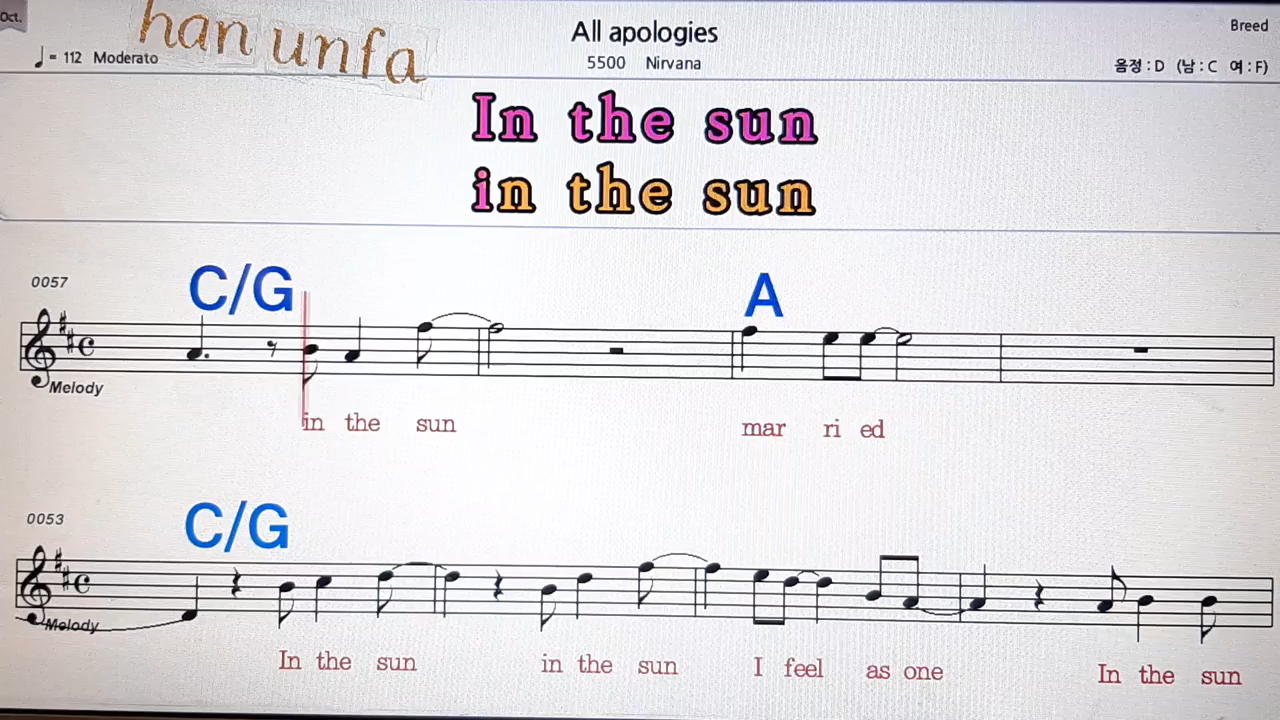 Oct.
han unfa
All apologies
Breed
♩= 112 Moderato
5500 Nirvana
음정 : D (남 : C 여 : F)
In the sun
in the sun
0057
C/G
A
Melody
in the sun mar ri ed
0053
C/G
Melody
In the sun in the sun I feel as one In the sun